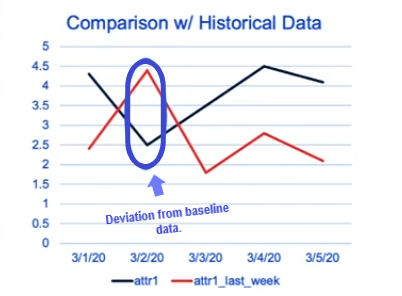 Comparison w/ Historical Data
5
4.5
4
3.5
3
2.5
2
1.5
1
0.5
0
Deviation from baseline
data.
3/1/20 3/2/20 3/3/20 3/4/20 3/5/20
attr1 attr1_last_week